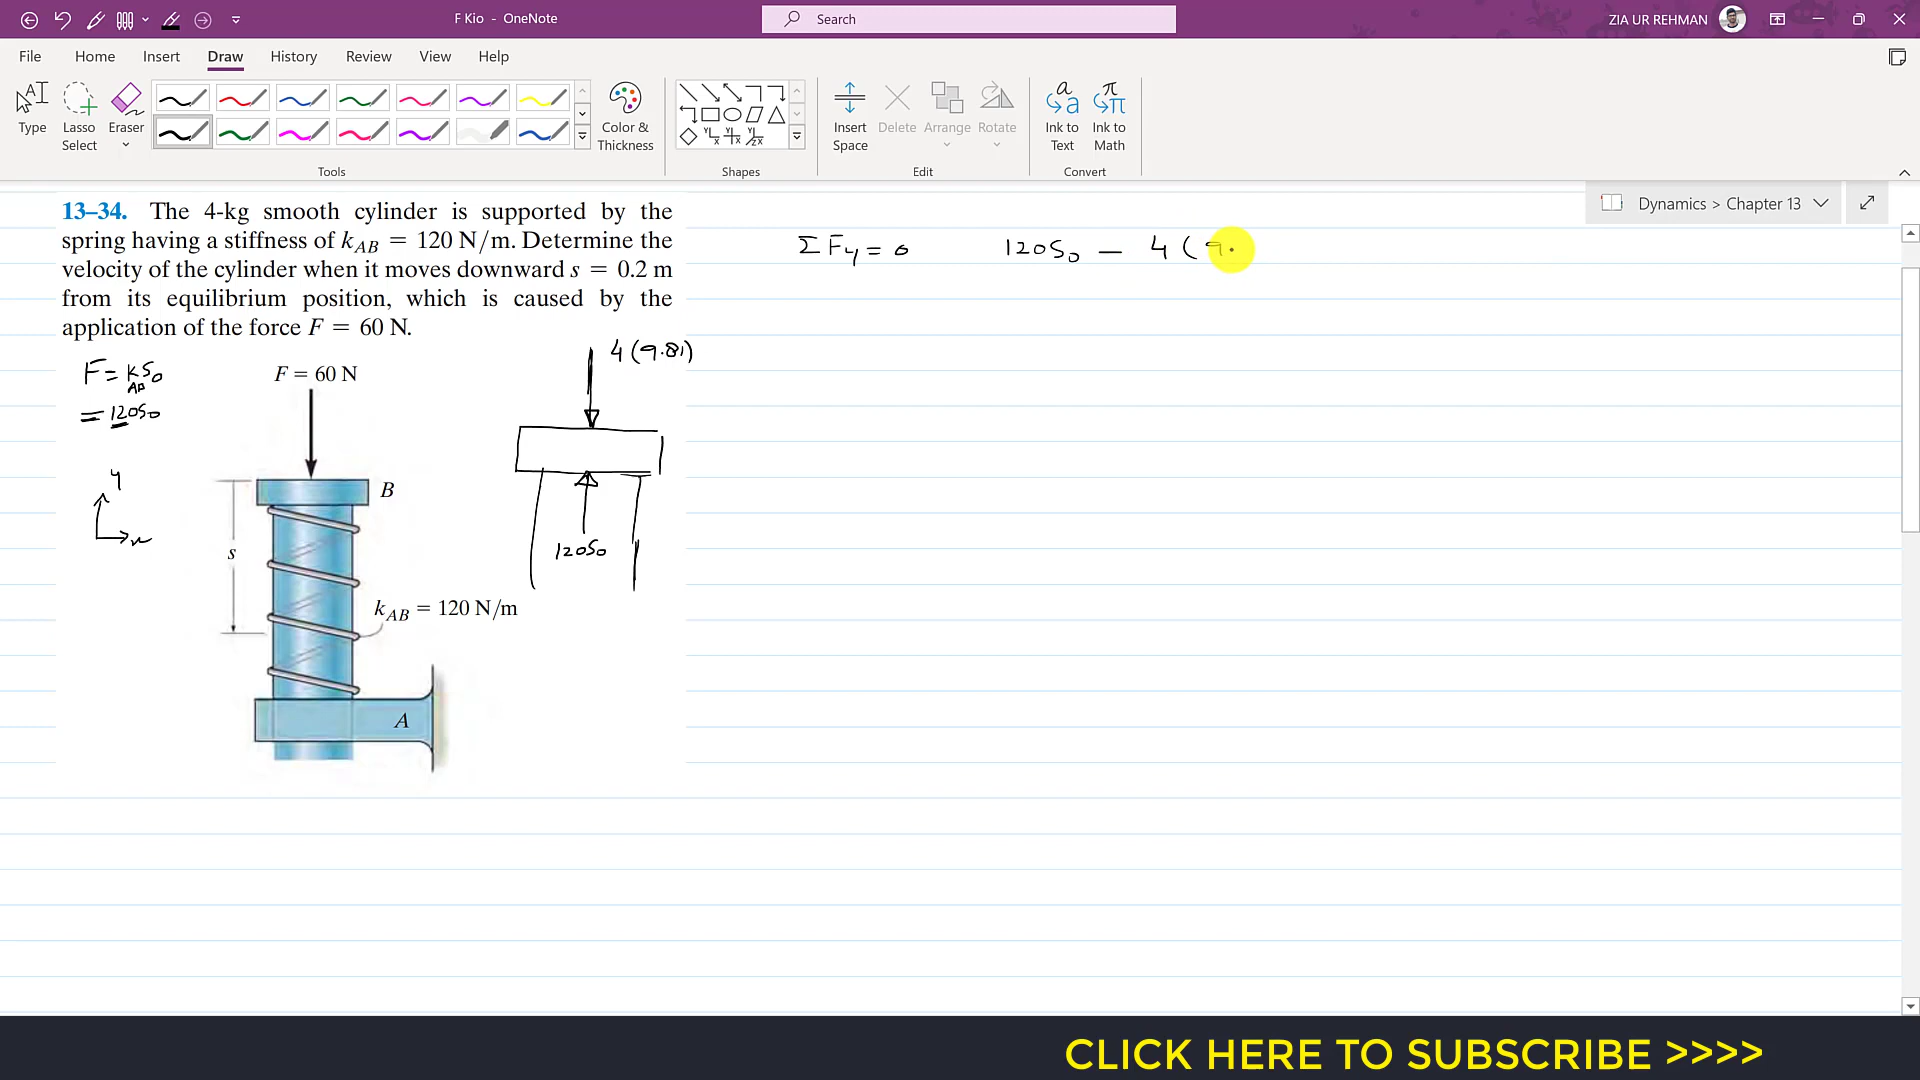 F Kio - OneNote
Search
ZIA UR REHMAN
File Home Insert Draw History Review View Help
Type
Lasso Select
Eraser
Color & Thickness
Insert Space
Delete
Arrange
Rotate
Ink to Text
Ink to Math
Tools Shapes Edit Convert
Dynamics > Chapter 13
13–34. The 4-kg smooth cylinder is supported by the
spring having a stiffness of kAB = 120 N/m. Determine the
velocity of the cylinder when it moves downward s = 0.2 m
from its equilibrium position, which is caused by the
application of the force F = 60 N.
ΣFy = 0 120S0 — 4 ( 9.
F = kAB S0
= 120S0
F = 60 N
4 (9.81)
y
x
B
s
120S0
kAB = 120 N/m
A
CLICK HERE TO SUBSCRIBE >>>>